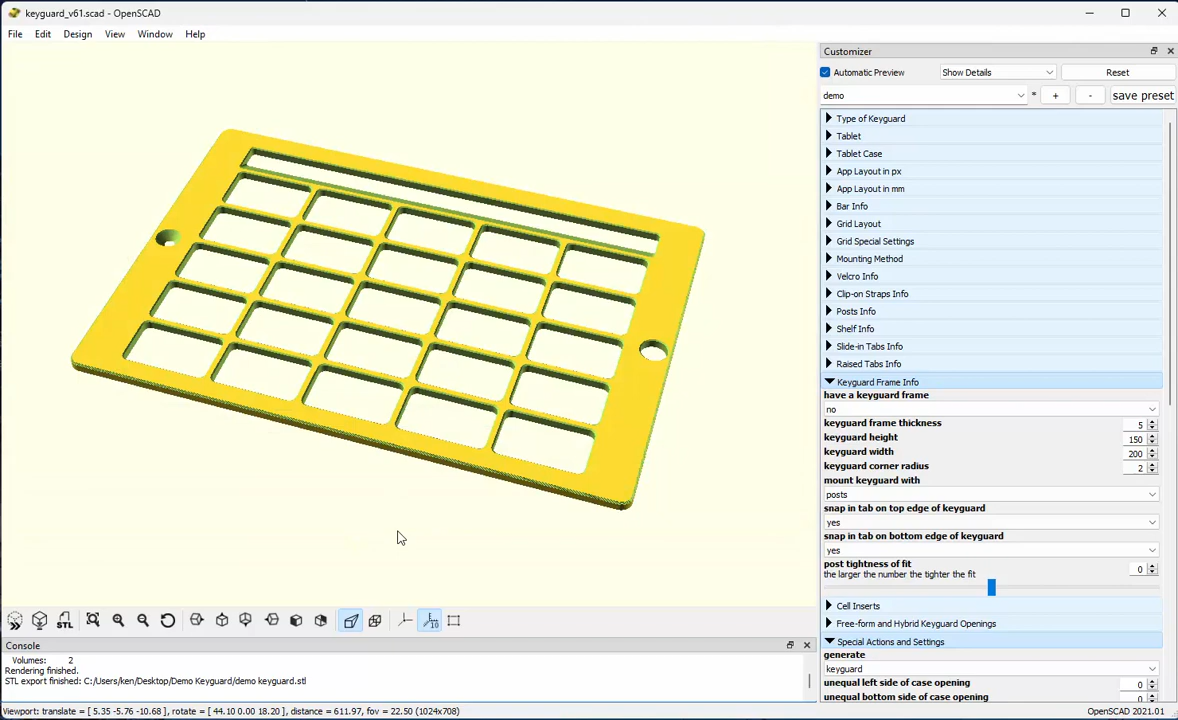 keyguard_v61.scad - OpenSCAD
File Edit Design View Window Help
Customizer
Automatic Preview Show Details Reset
demo * + - save preset
Type of Keyguard
Tablet
Tablet Case
App Layout in px
App Layout in mm
Bar Info
Grid Layout
Grid Special Settings
Mounting Method
Velcro Info
Clip-on Straps Info
Posts Info
Shelf Info
Slide-in Tabs Info
Raised Tabs Info
Keyguard Frame Info
have a keyguard frame
no
keyguard frame thickness 5
keyguard height 150
keyguard width 200
keyguard corner radius 2
mount keyguard with
posts
snap in tab on top edge of keyguard
yes
snap in tab on bottom edge of keyguard
yes
post tightness of fit
the larger the number the tighter the fit 0
Cell Inserts
Free-form and Hybrid Keyguard Openings
Special Actions and Settings
generate
keyguard
unequal left side of case opening 0
unequal bottom side of case opening 0
STL 10
Console
Volumes: 2
Rendering finished.
STL export finished: C:/Users/ken/Desktop/Demo Keyguard/demo keyguard.stl
Viewport: translate = [ 5.35 -5.76 -10.68 ], rotate = [ 44.10 0.00 18.20 ], distance = 611.97, fov = 22.50 (1024x708) OpenSCAD 2021.01